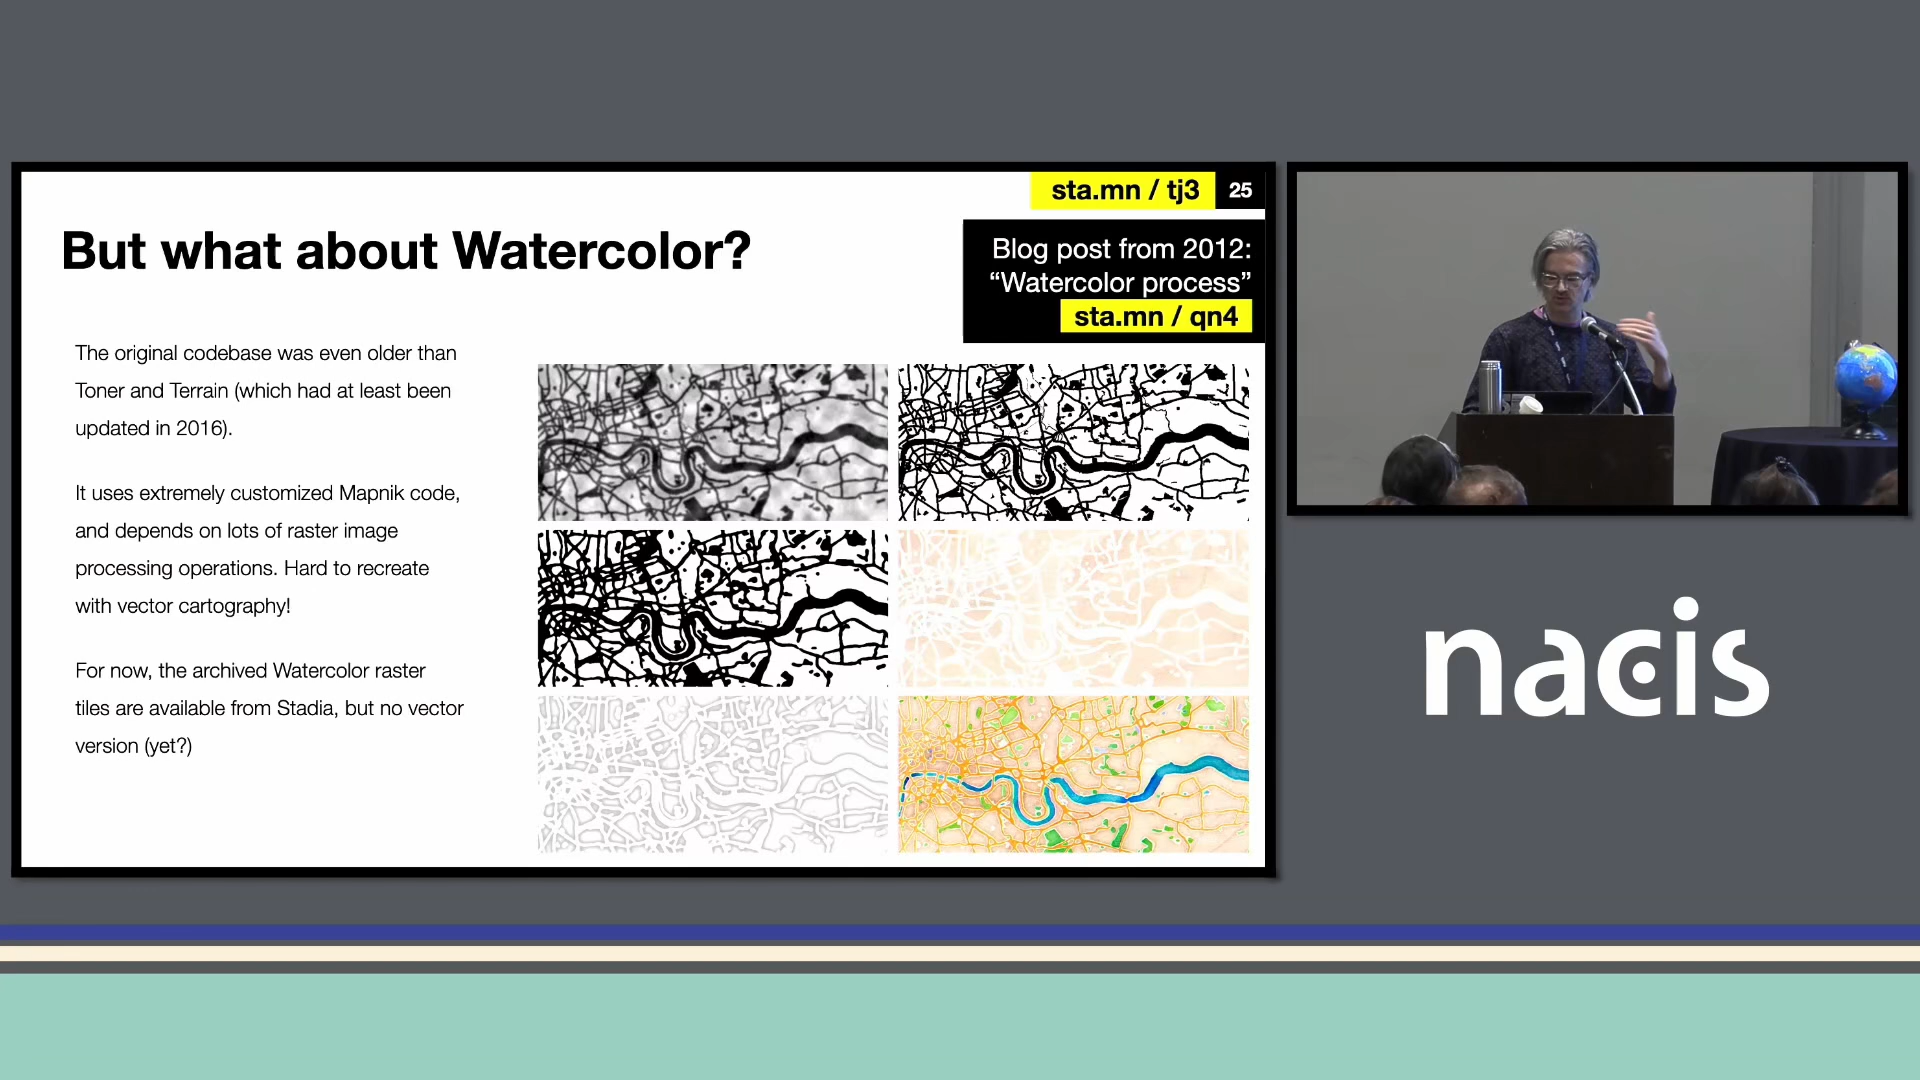 sta.mn / tj3 25
But what about Watercolor?
Blog post from 2012:
“Watercolor process”
sta.mn / qn4
The original codebase was even older than
Toner and Terrain (which had at least been
updated in 2016).
It uses extremely customized Mapnik code,
and depends on lots of raster image
processing operations. Hard to recreate
with vector cartography!
For now, the archived Watercolor raster
tiles are available from Stadia, but no vector
version (yet?)
nacis